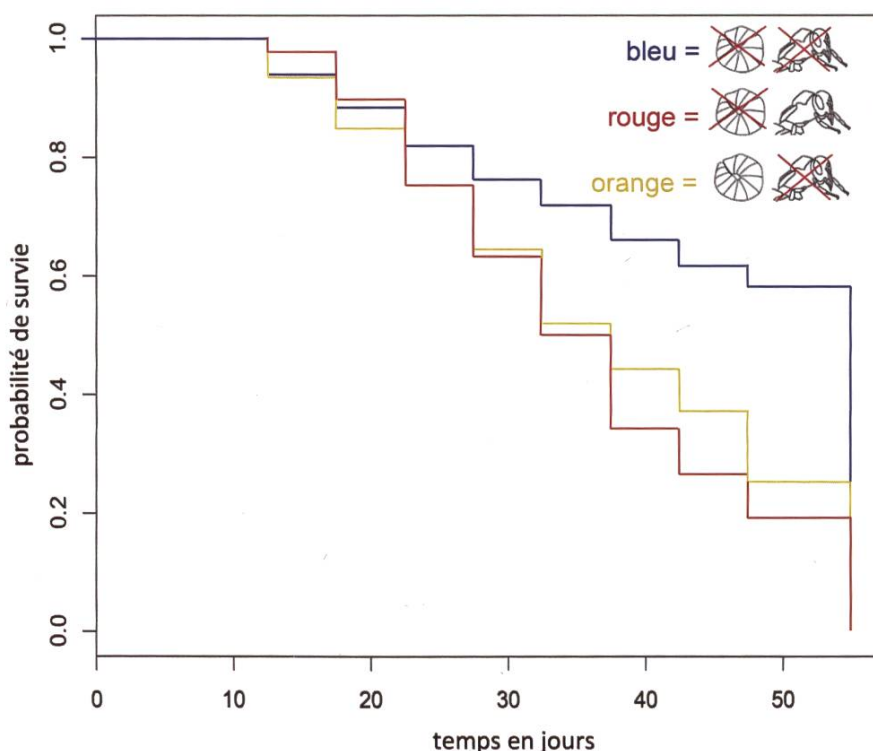 bleu =
rouge =
orange =
probabilité de survie
1.0
0.8
0.6
0.4
0.2
0.0
0 10 20 30 40 50
temps en jours